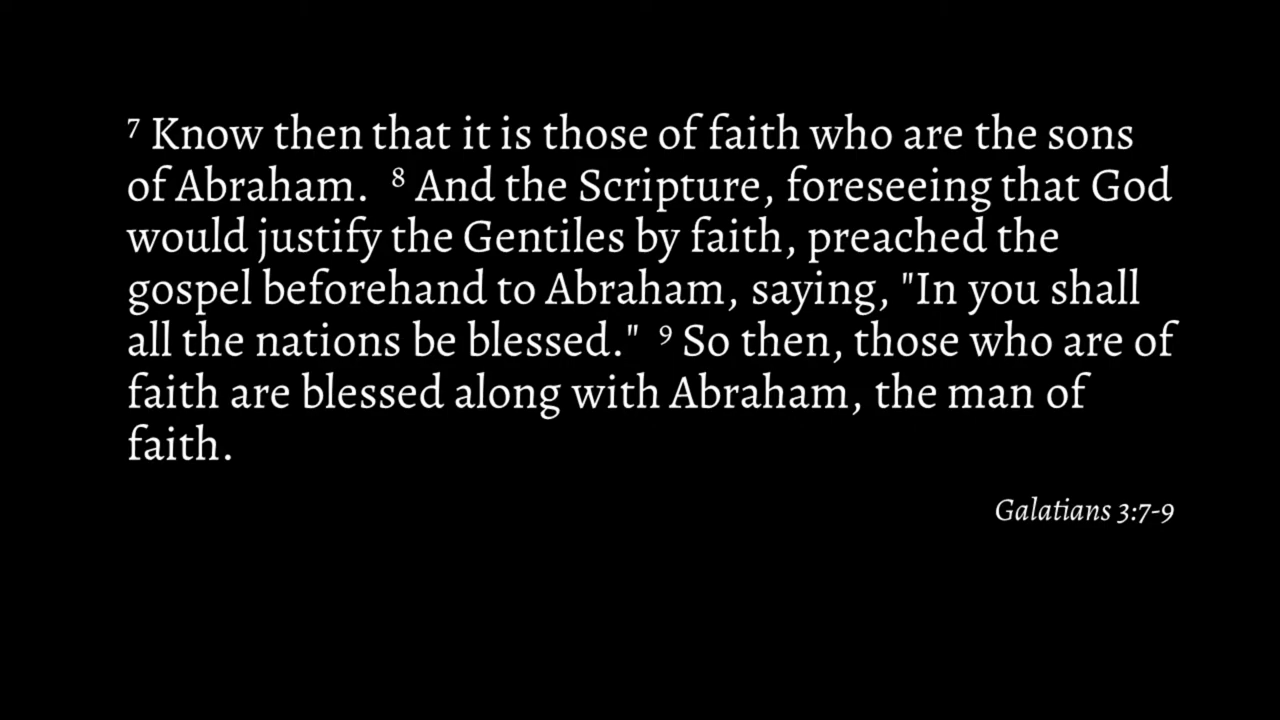 ⁷ Know then that it is those of faith who are the sons
of Abraham. ⁸ And the Scripture, foreseeing that God
would justify the Gentiles by faith, preached the
gospel beforehand to Abraham, saying, "In you shall
all the nations be blessed." ⁹ So then, those who are of
faith are blessed along with Abraham, the man of
faith.
Galatians 3:7-9